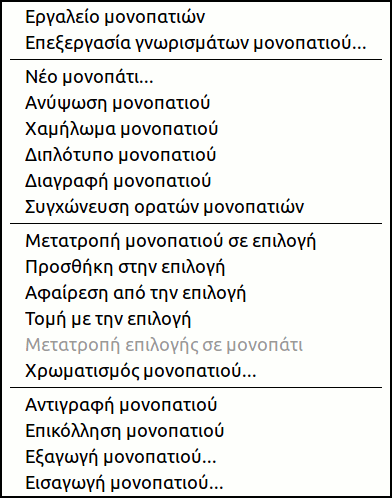 Εργαλείο μονοπατιών
Επεξεργασία γνωρισμάτων μονοπατιού...
Νέο μονοπάτι...
Ανύψωση μονοπατιού
Χαμήλωμα μονοπατιού
Διπλότυπο μονοπατιού
Διαγραφή μονοπατιού
Συγχώνευση ορατών μονοπατιών
Μετατροπή μονοπατιού σε επιλογή
Προσθήκη στην επιλογή
Αφαίρεση από την επιλογή
Τομή με την επιλογή
Μετατροπή επιλογής σε μονοπάτι
Χρωματισμός μονοπατιού...
Αντιγραφή μονοπατιού
Επικόλληση μονοπατιού
Εξαγωγή μονοπατιού...
Εισαγωγή μονοπατιού...